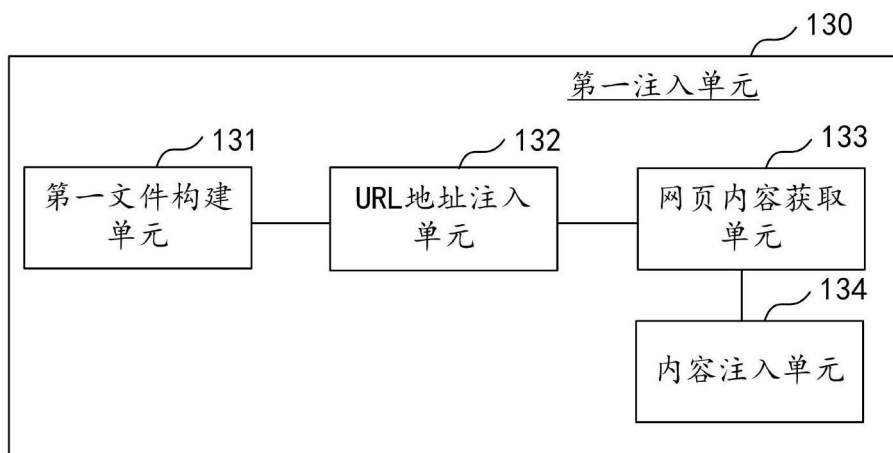 130
第一注入单元
131
132
133
第一文件构建
单元
URL地址注入
单元
网页内容获取
单元
134
内容注入单元